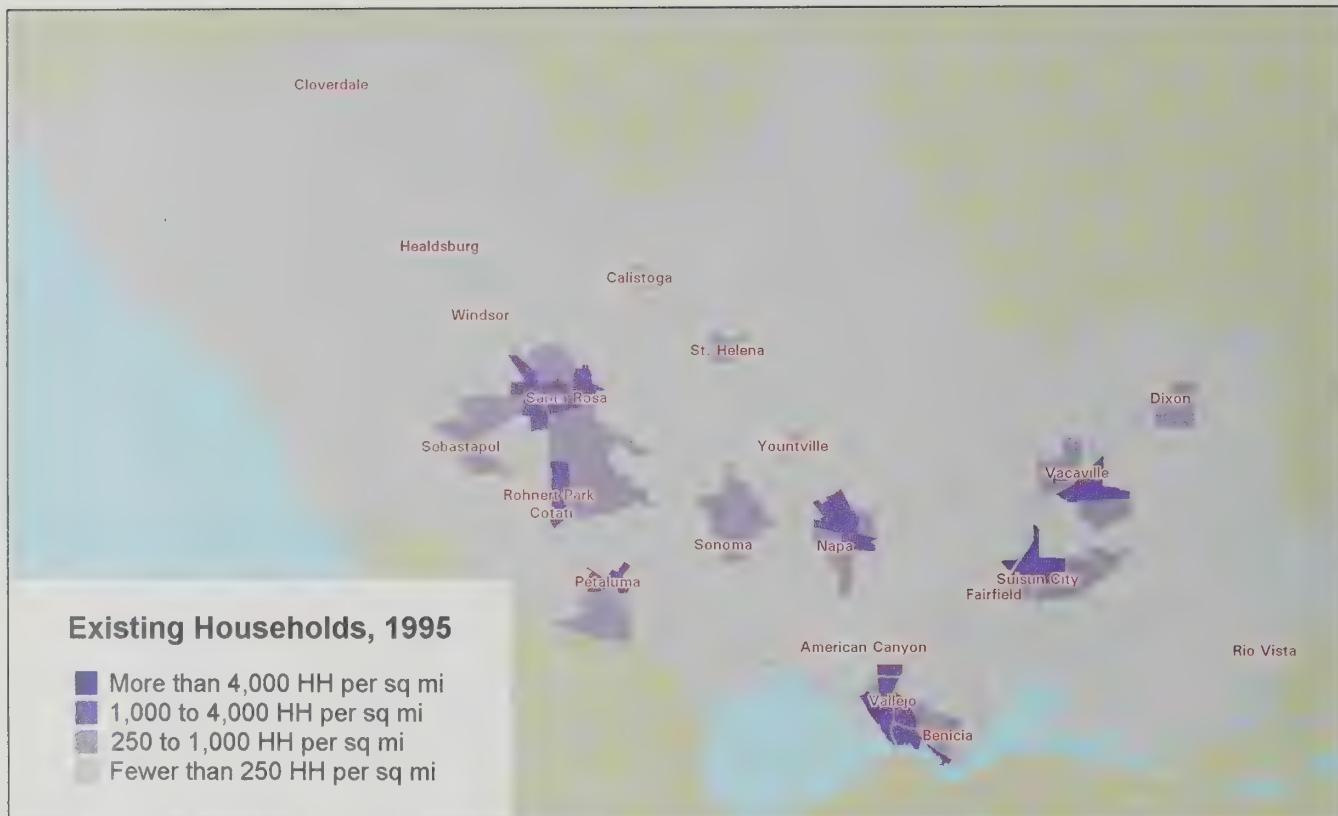 Cloverdale
Healdsburg
Calistoga
Windsor
St. Helena
Santa Rosa
Dixon
Sebastapol
Yountville
Vacaville
Rohnert Park
Cotati
Sonoma
Napa
Petaluma
Suisun City
Fairfield
American Canyon
Rio Vista
Vallejo
Benicia
Existing Households, 1995
More than 4,000 HH per sq mi
1,000 to 4,000 HH per sq mi
250 to 1,000 HH per sq mi
Fewer than 250 HH per sq mi